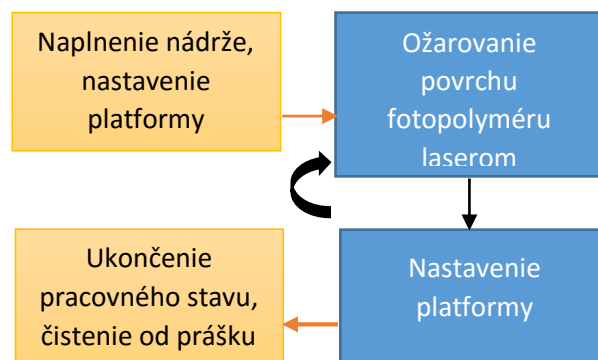 Naplnenie nádrže,
nastavenie
platformy
Ožarovanie
povrchu
fotopolyméru
laserom
Nastavenie
platformy
Ukončenie
pracovného stavu,
čistenie od prášku